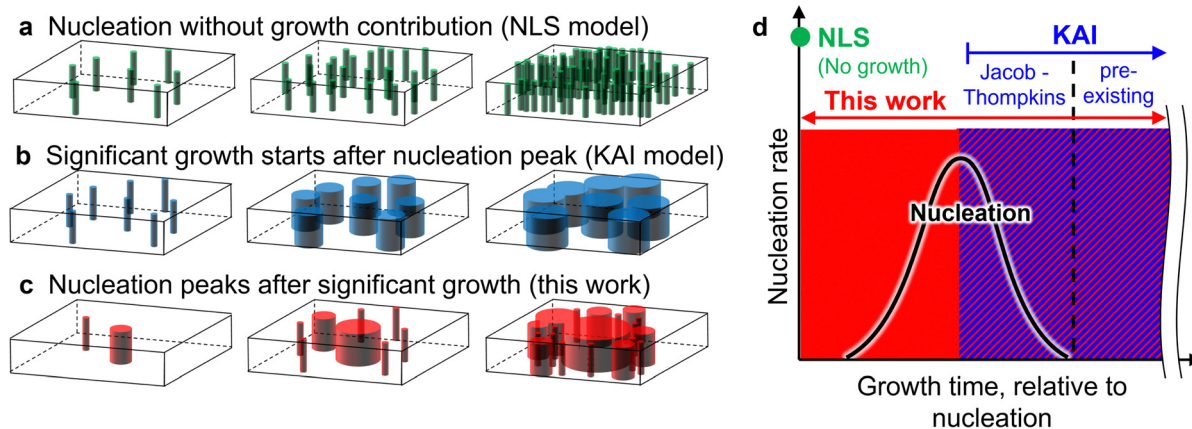 a Nucleation without growth contribution (NLS model)
b Significant growth starts after nucleation peak (KAI model)
c Nucleation peaks after significant growth (this work)
d
NLS
(No growth)
KAI
Jacob -
Thompkins
pre-
existing
This work
Nucleation
Nucleation rate
Growth time, relative to
nucleation